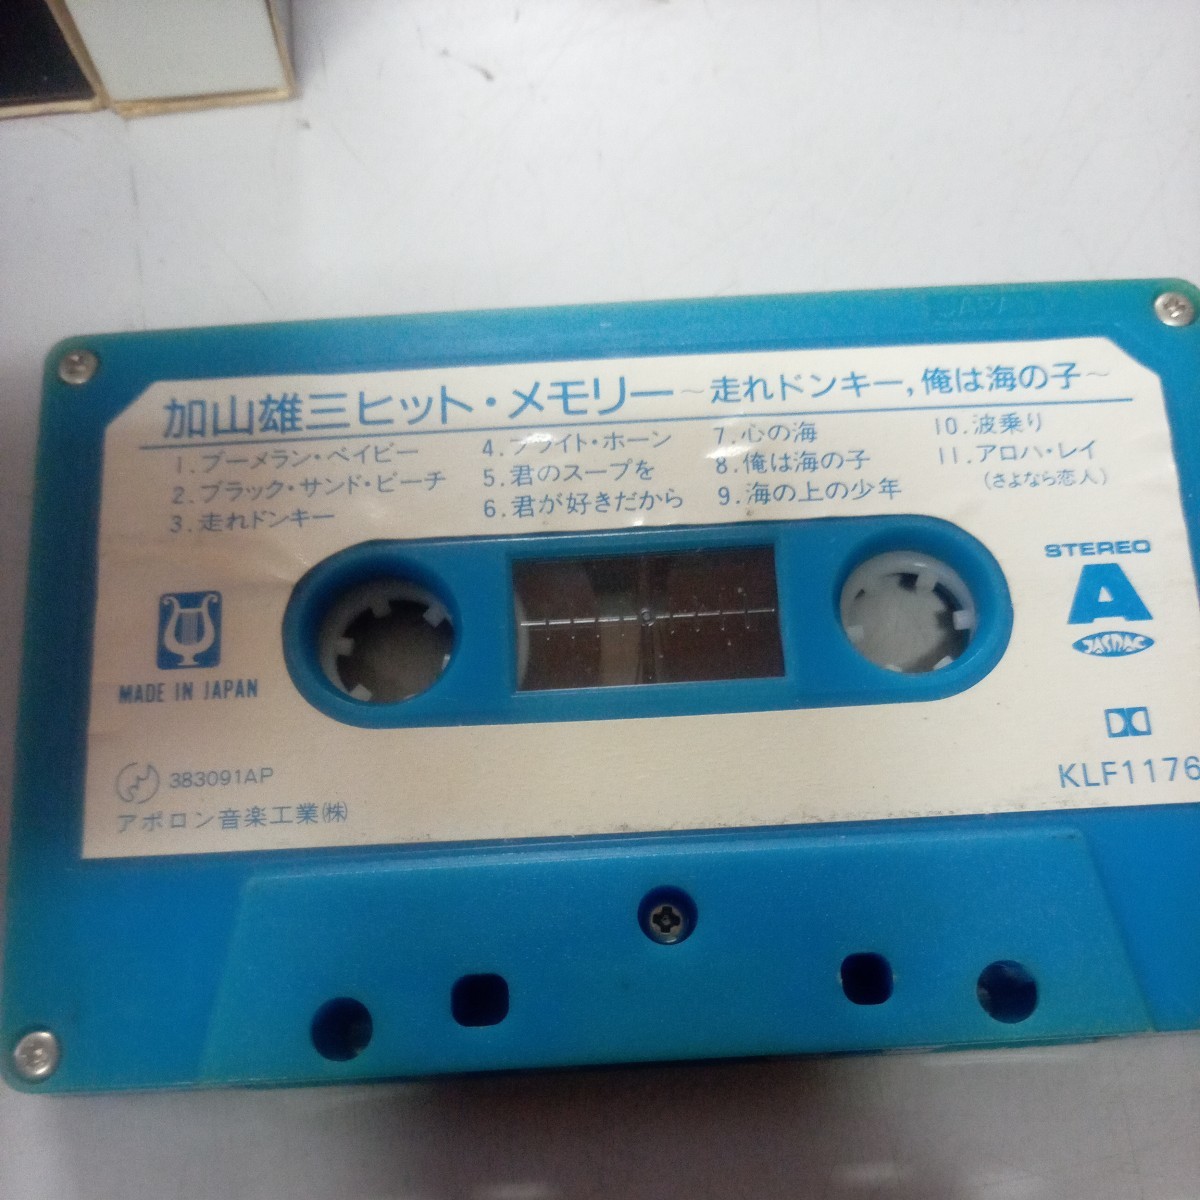 加山雄三ヒット・メモリー～走れドンキー,俺は海の子～
1.ブーメラン・ベイビー
2.ブラック・サンド・ビーチ
3.走れドンキー
4.ブライト・ホーン
5.君のスープを
6.君が好きだから
7.心の海
8.俺は海の子
9.海の上の少年
10.波乗り
11.アロハ・レイ
(さよなら恋人)
STEREO
A
JASRAC
MADE IN JAPAN
383091AP
アポロン音楽工業(株)
KLF1176